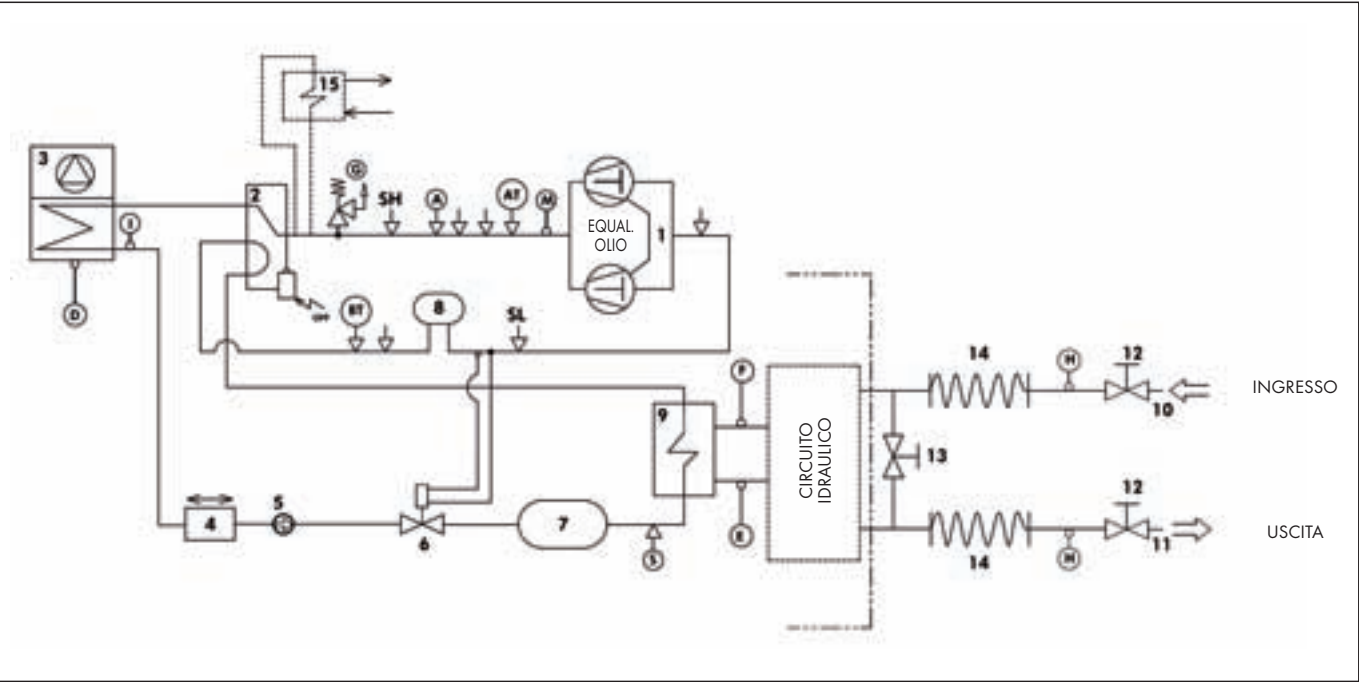 15
3
2
G
I
SH
A
AT
M
EQUAL.
OLIO
1
D
OFF
BT
8
SL
9
F
14
H
12
INGRESSO
10
CIRCUITO
IDRAULICO
13
4
5
6
7
S
E
14
H
12
11
USCITA